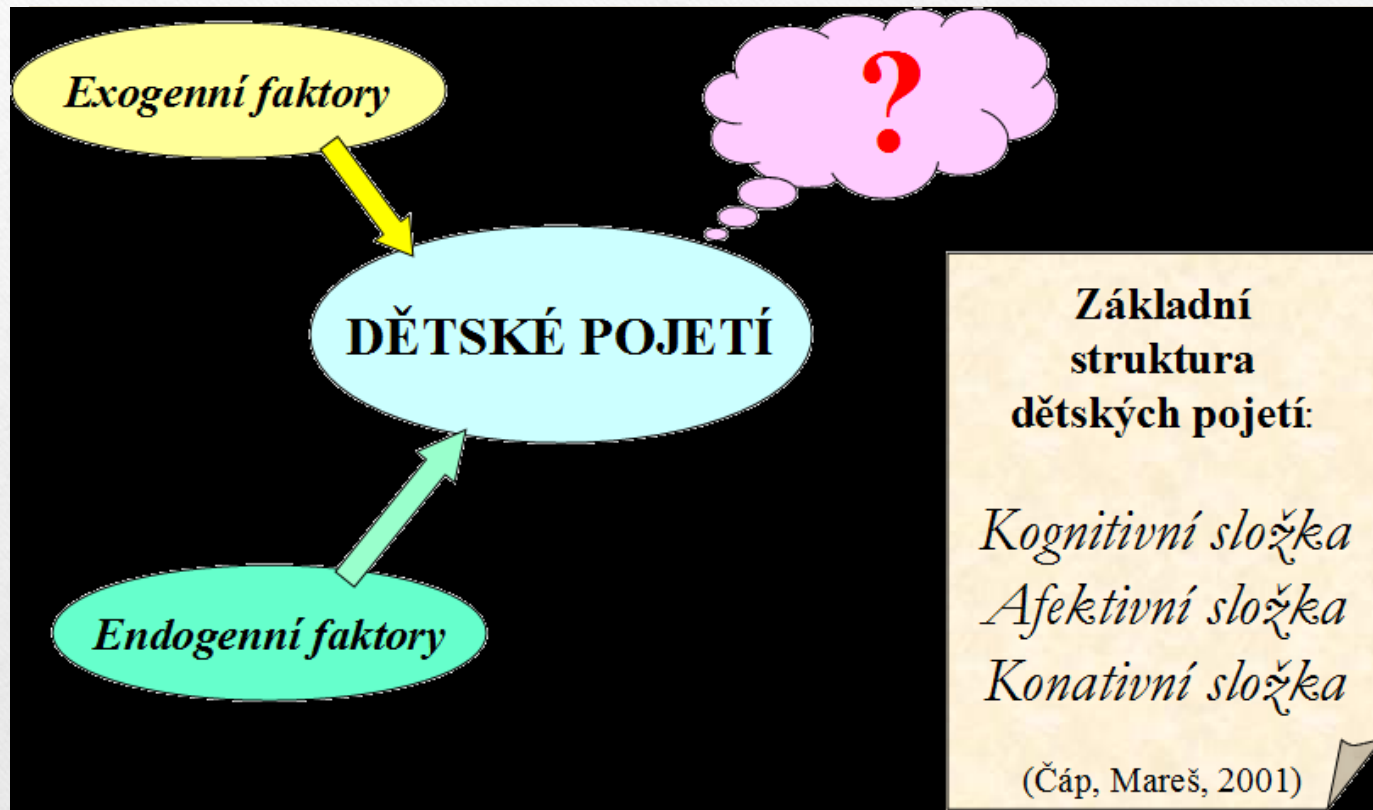 Exogenní faktory
?
DĚTSKÉ POJETÍ
Endogenní faktory
Základní
struktura
dětských pojetí:
Kognitivní složka
Afektivní složka
Konativní složka
(Čáp, Mareš, 2001)